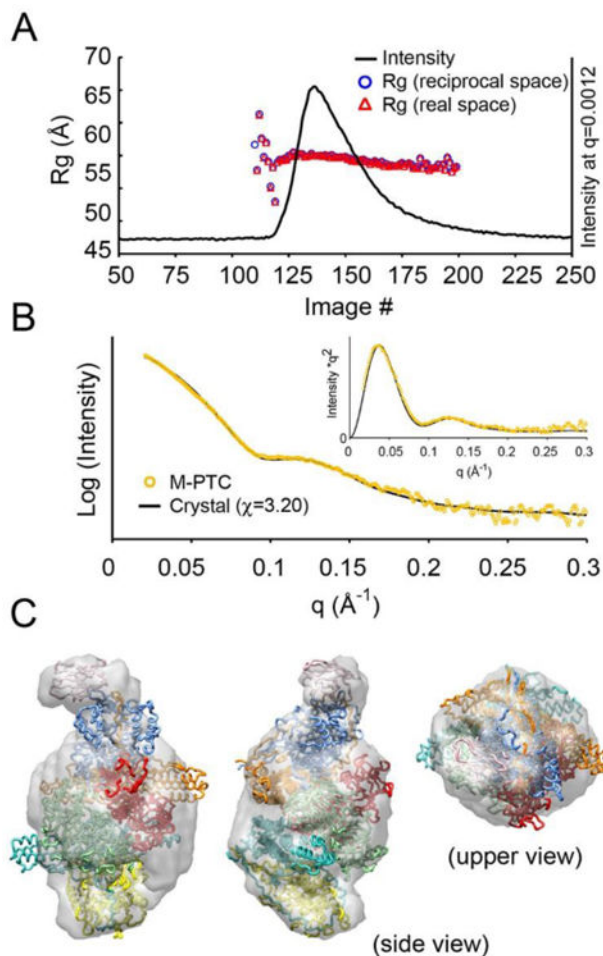 A
Intensity
Rg (reciprocal space)
Rg (real space)
Rg (Å)
70
65
60
55
50
45
50 75 100 125 150 175 200 225 250
Image #
Intensity at q=0.0012
B
Log (Intensity)
M-PTC
Crystal (χ=3.20)
0 0.05 0.1 0.15 0.2 0.25 0.3
q (Å⁻¹)
Intensity *q²
0
0 0.05 0.1 0.15 0.2 0.25 0.3
q (Å⁻¹)
C
(upper view)
(side view)